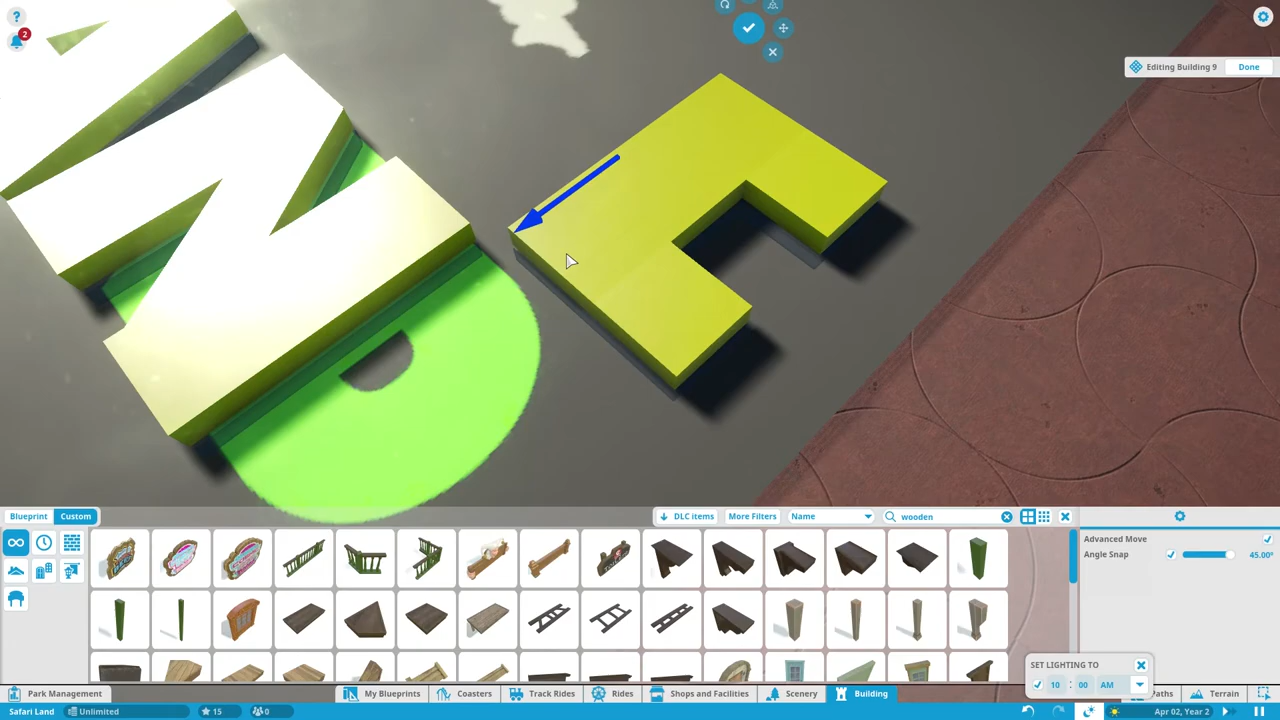 ?
2
Editing Building 9 Done
Blueprint Custom
DLC items More Filters Name wooden
Advanced Move
Angle Snap 45.00°
SET LIGHTING TO
10 : 00 AM
Park Management My Blueprints Coasters Track Rides Rides Shops and Facilities Scenery Building Paths Terrain
Safari Land Unlimited 15 0 Apr 02, Year 2